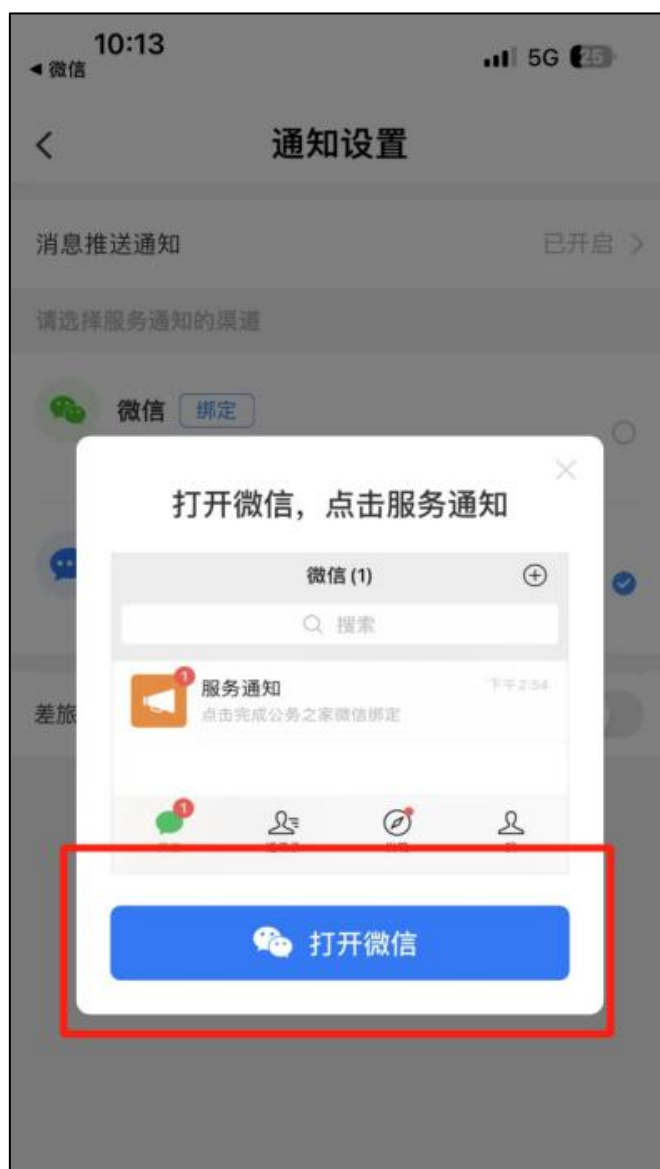 10:13
◀ 微信
5G 25
通知设置
消息推送通知
已开启
请选择服务通知的渠道
微信 绑定
打开微信，点击服务通知
微信(1)
搜索
1
服务通知
下午2:54
点击完成公务之家微信绑定
差旅
1
打开微信